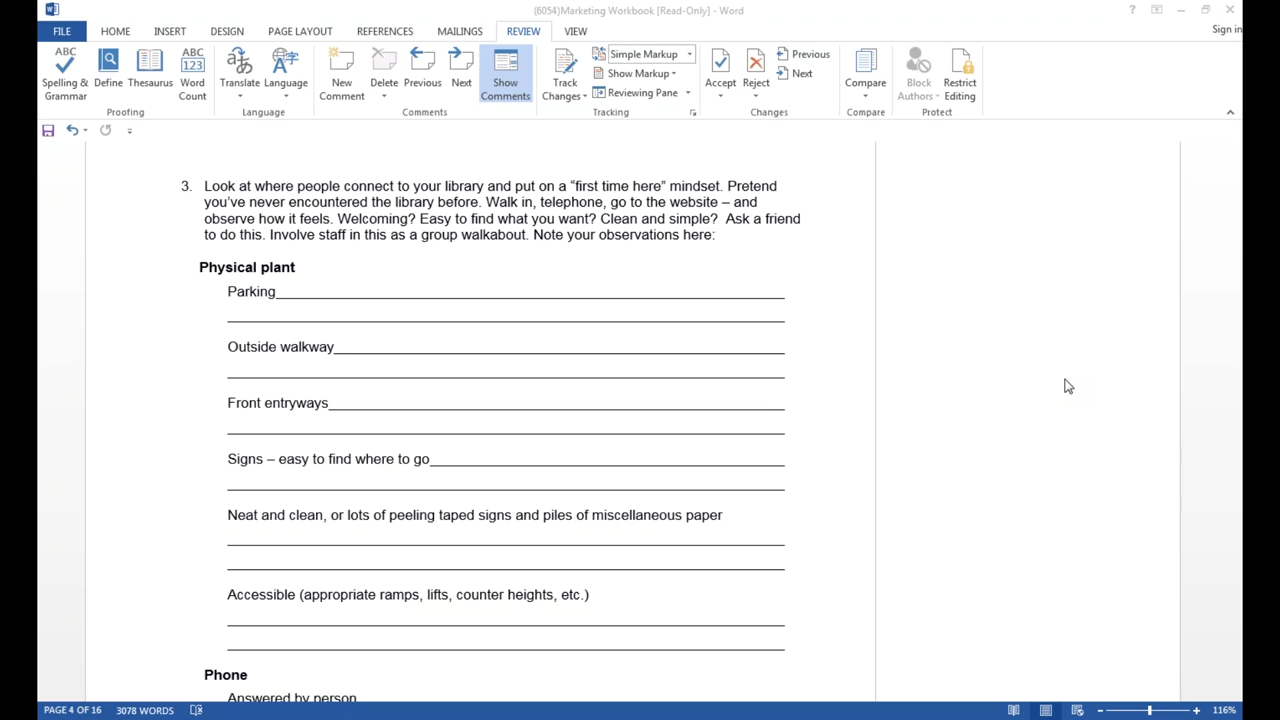 (6054)Marketing Workbook [Read-Only] - Word
?
Sign in
FILE HOME INSERT DESIGN PAGE LAYOUT REFERENCES MAILINGS REVIEW VIEW
ABC Spelling & Grammar
Define
Thesaurus
ABC 123 Word Count
Proofing
Translate
Language
Language
New Comment
Delete
Previous
Next
Show Comments
Comments
Track Changes
Simple Markup
Show Markup
Reviewing Pane
Tracking
Accept
Reject
Previous
Next
Changes
Compare
Compare
Block Authors
Restrict Editing
Protect
3. Look at where people connect to your library and put on a “first time here” mindset. Pretend
you’ve never encountered the library before. Walk in, telephone, go to the website – and
observe how it feels. Welcoming? Easy to find what you want? Clean and simple?  Ask a friend
to do this. Involve staff in this as a group walkabout. Note your observations here:
Physical plant
Parking
Outside walkway
Front entryways
Signs – easy to find where to go
Neat and clean, or lots of peeling taped signs and piles of miscellaneous paper
Accessible (appropriate ramps, lifts, counter heights, etc.)
Phone
Answered by person
PAGE 4 OF 16 3078 WORDS 116%